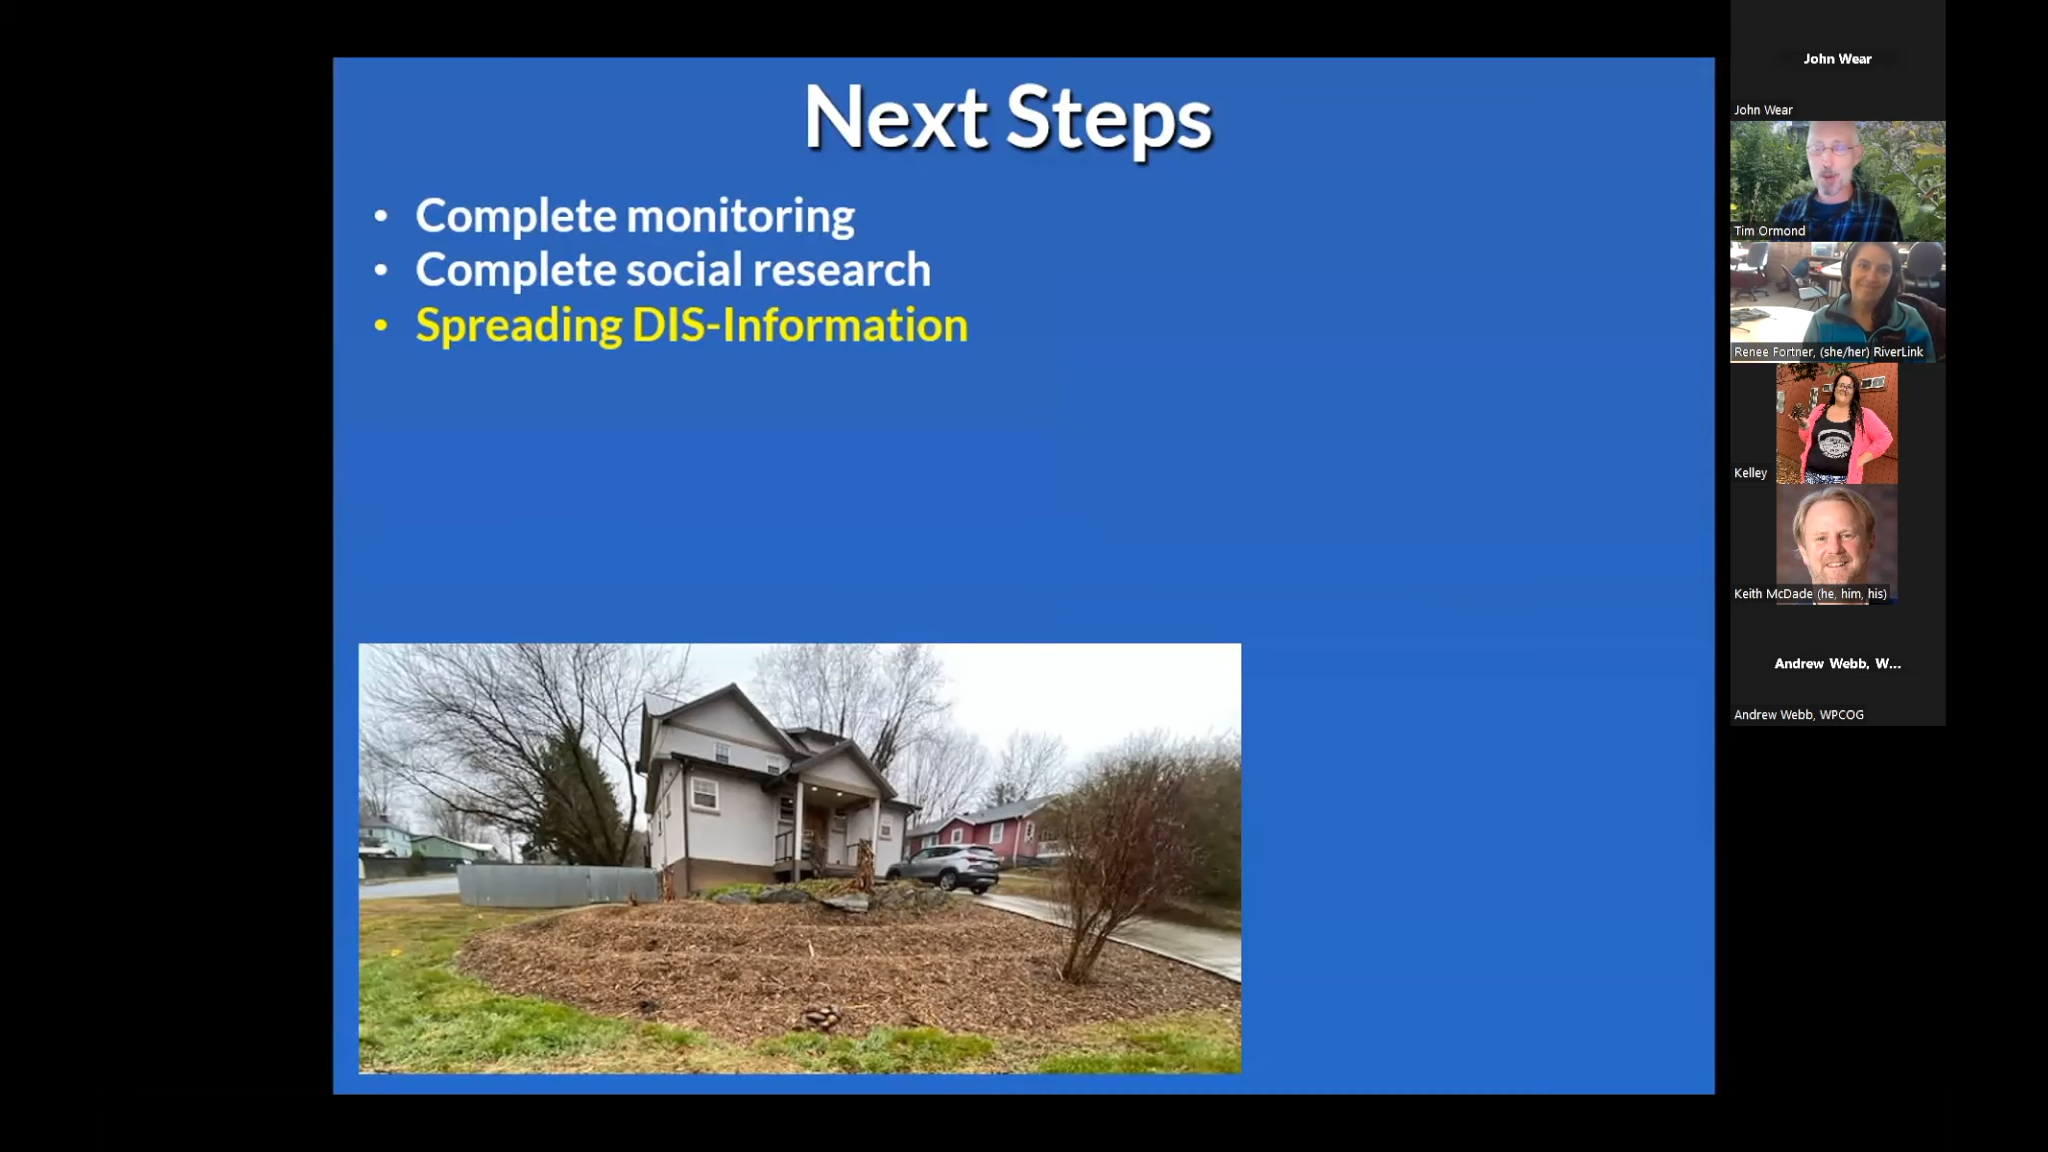 Next Steps
• Complete monitoring
• Complete social research
• Spreading DIS-Information
John Wear
John Wear
Tim Ormond
Renee Fortner, (she/her) RiverLink
Kelley
Keith McDade (he, him, his)
Andrew Webb, W...
Andrew Webb, WPCOG